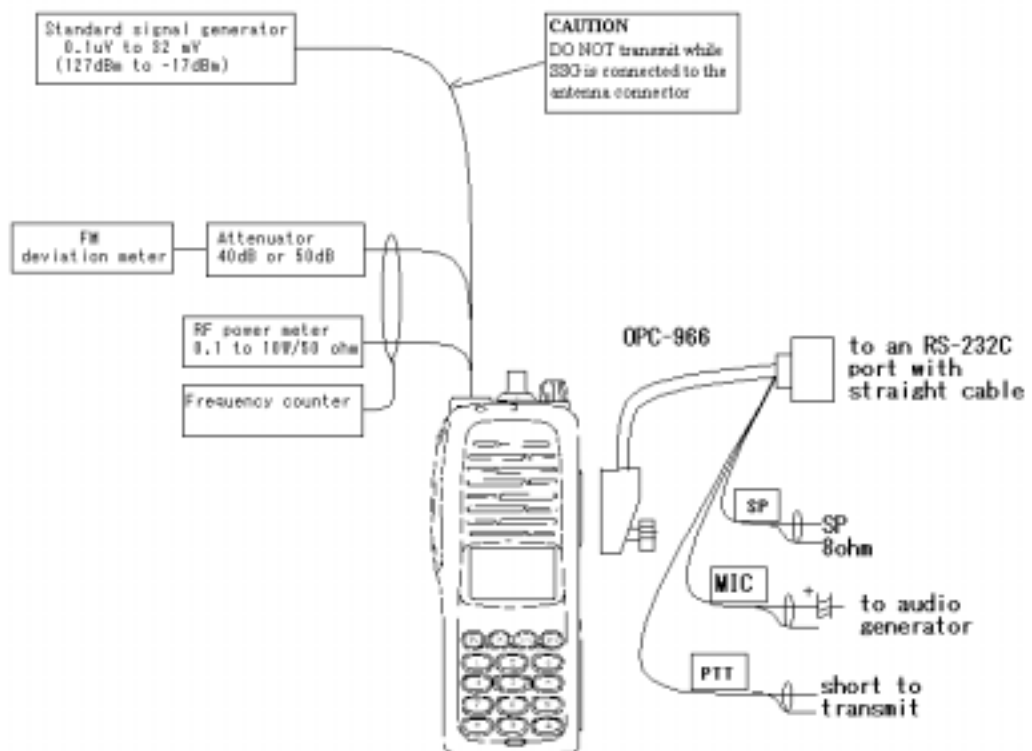 Standard signal generator
0.1uV to 32 mV
(127dBm to -17dBm)
CAUTION
DO NOT transmit while
SSG is connected to the
antenna connector
FM
deviation meter
Attenuator
40dB or 50dB
RF power meter
0.1 to 10W/50 ohm
Frequency counter
OPC-966
to an RS-232C
port with
straight cable
SP
SP
8ohm
MIC
+
to audio
generator
PTT
short to
transmit